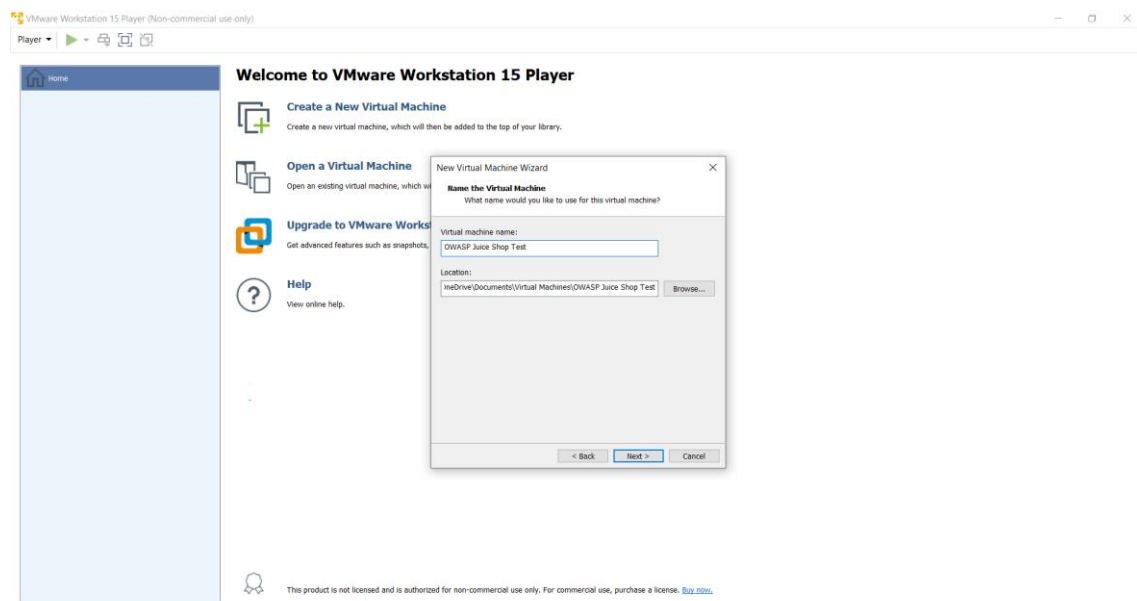 VMware Workstation 15 Player (Non-commercial use only)
Player
Home
Welcome to VMware Workstation 15 Player
Create a New Virtual Machine
Create a new virtual machine, which will then be added to the top of your library.
Open a Virtual Machine
Open an existing virtual machine, which wi
Upgrade to VMware Works
Get advanced features such as snapshots,
Help
View online help.
New Virtual Machine Wizard
Name the Virtual Machine
What name would you like to use for this virtual machine?
Virtual machine name:
OWASP Juice Shop Test
Location:
neDrive\Documents\Virtual Machines\OWASP Juice Shop Test
Browse...
< Back
Next >
Cancel
This product is not licensed and is authorized for non-commercial use only. For commercial use, purchase a license. Buy now.